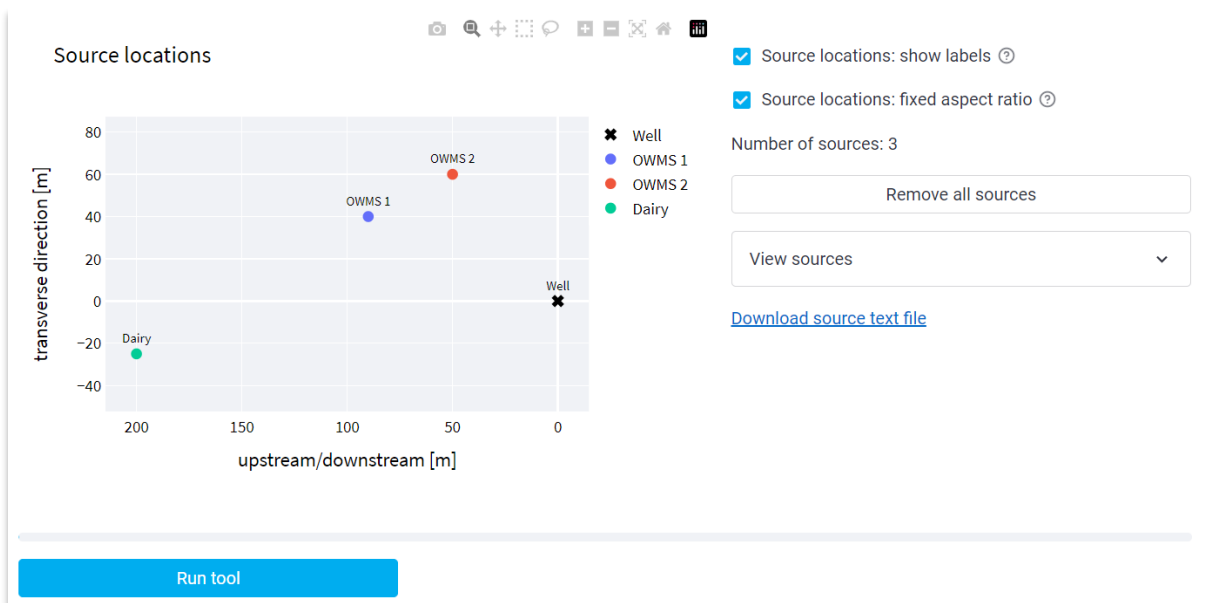 Source locations
80
60
40
20
0
−20
−40
transverse direction [m]
OWMS 2
OWMS 1
Well
Dairy
200
150
100
50
0
upstream/downstream [m]
Well
OWMS 1
OWMS 2
Dairy
Source locations: show labels ?
Source locations: fixed aspect ratio ?
Number of sources: 3
Remove all sources
View sources
Download source text file
Run tool